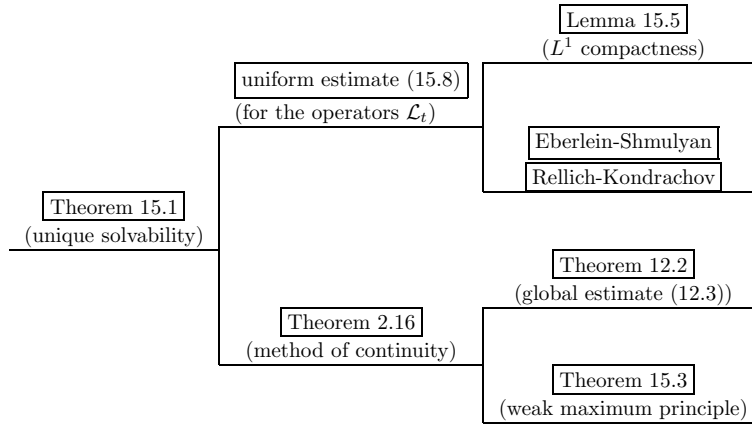 Lemma 15.5
(L¹ compactness)
uniform estimate (15.8)
(for the operators ℒₜ)
Eberlein-Shmulyan
Rellich-Kondrachov
Theorem 15.1
(unique solvability)
Theorem 12.2
(global estimate (12.3))
Theorem 2.16
(method of continuity)
Theorem 15.3
(weak maximum principle)